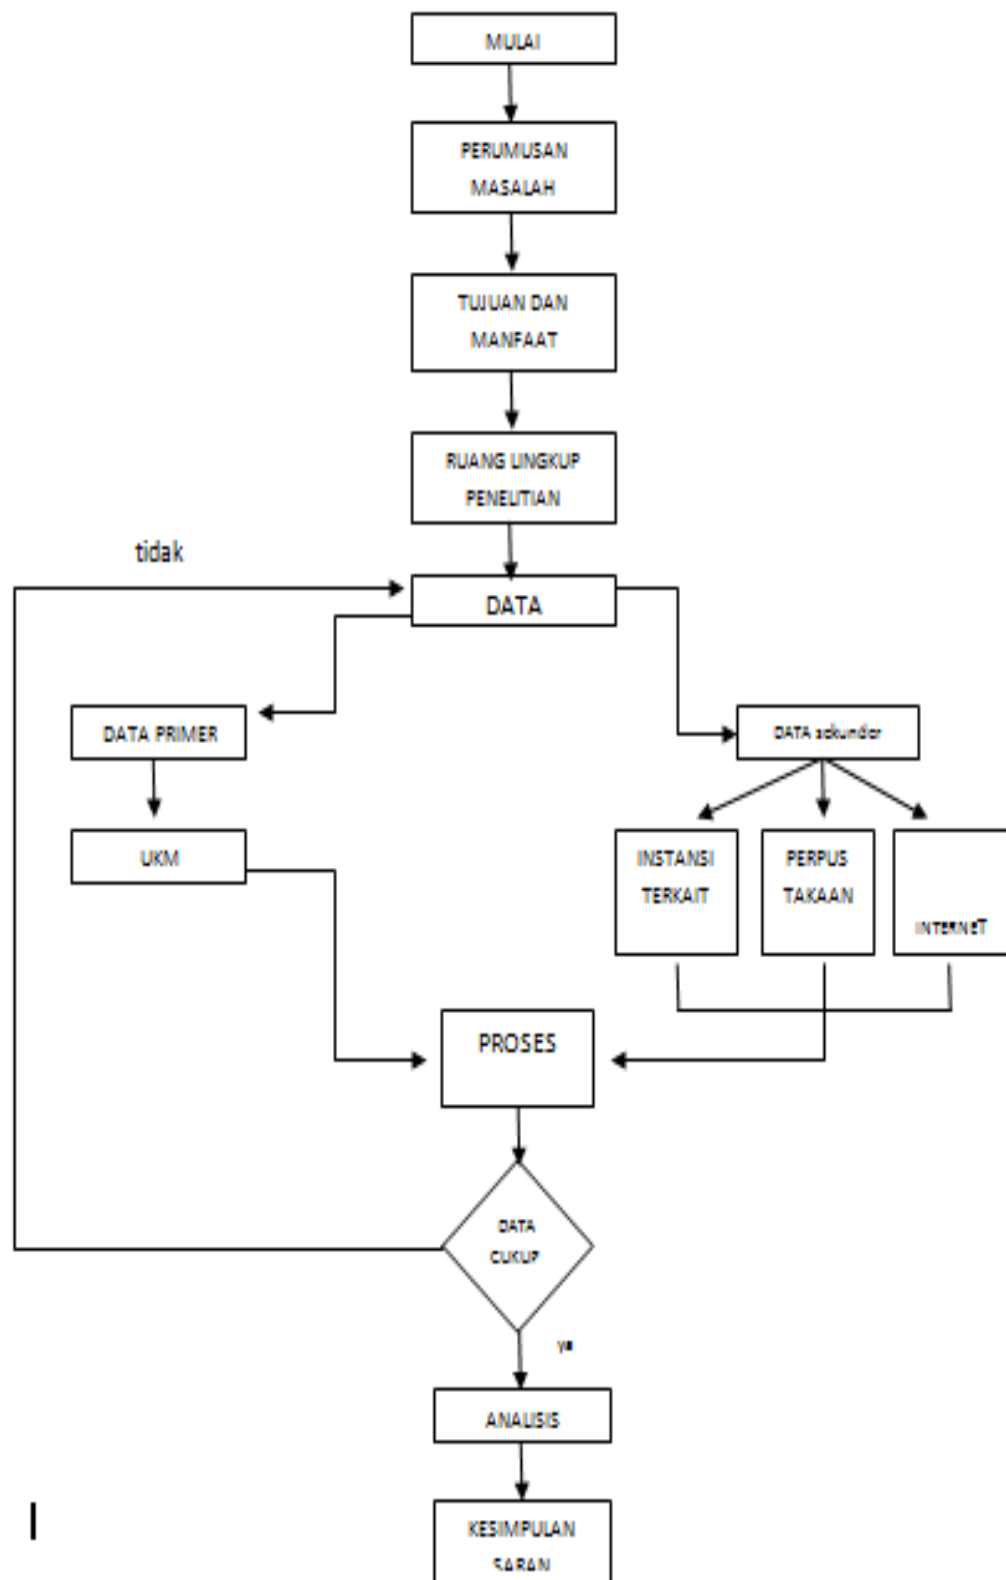 MULAI
PERUMUSAN
MASALAH
TUJUAN DAN
MANFAAT
RUANG LINGKUP
PENELITIAN
tidak
DATA
DATA PRIMER
DATA sekunder
UKM
INSTANSI
TERKAIT
PERPUS
TAKAAN
INTERNET
PROSES
DATA
CUKUP
ya
ANALISIS
KESIMPULAN
SARAN